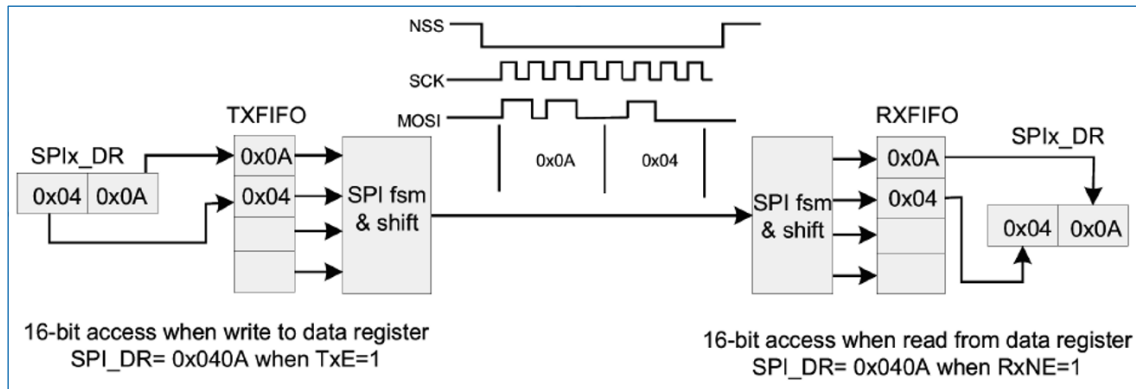 NSS
SCK
MOSI
0x0A 0x04
TXFIFO
SPIx_DR
0x04 0x0A
0x0A
0x04
SPI fsm
& shift
RXFIFO
SPI fsm
& shift
0x0A
0x04
SPIx_DR
0x04 0x0A
16-bit access when write to data register
SPI_DR= 0x040A when TxE=1
16-bit access when read from data register
SPI_DR= 0x040A when RxNE=1